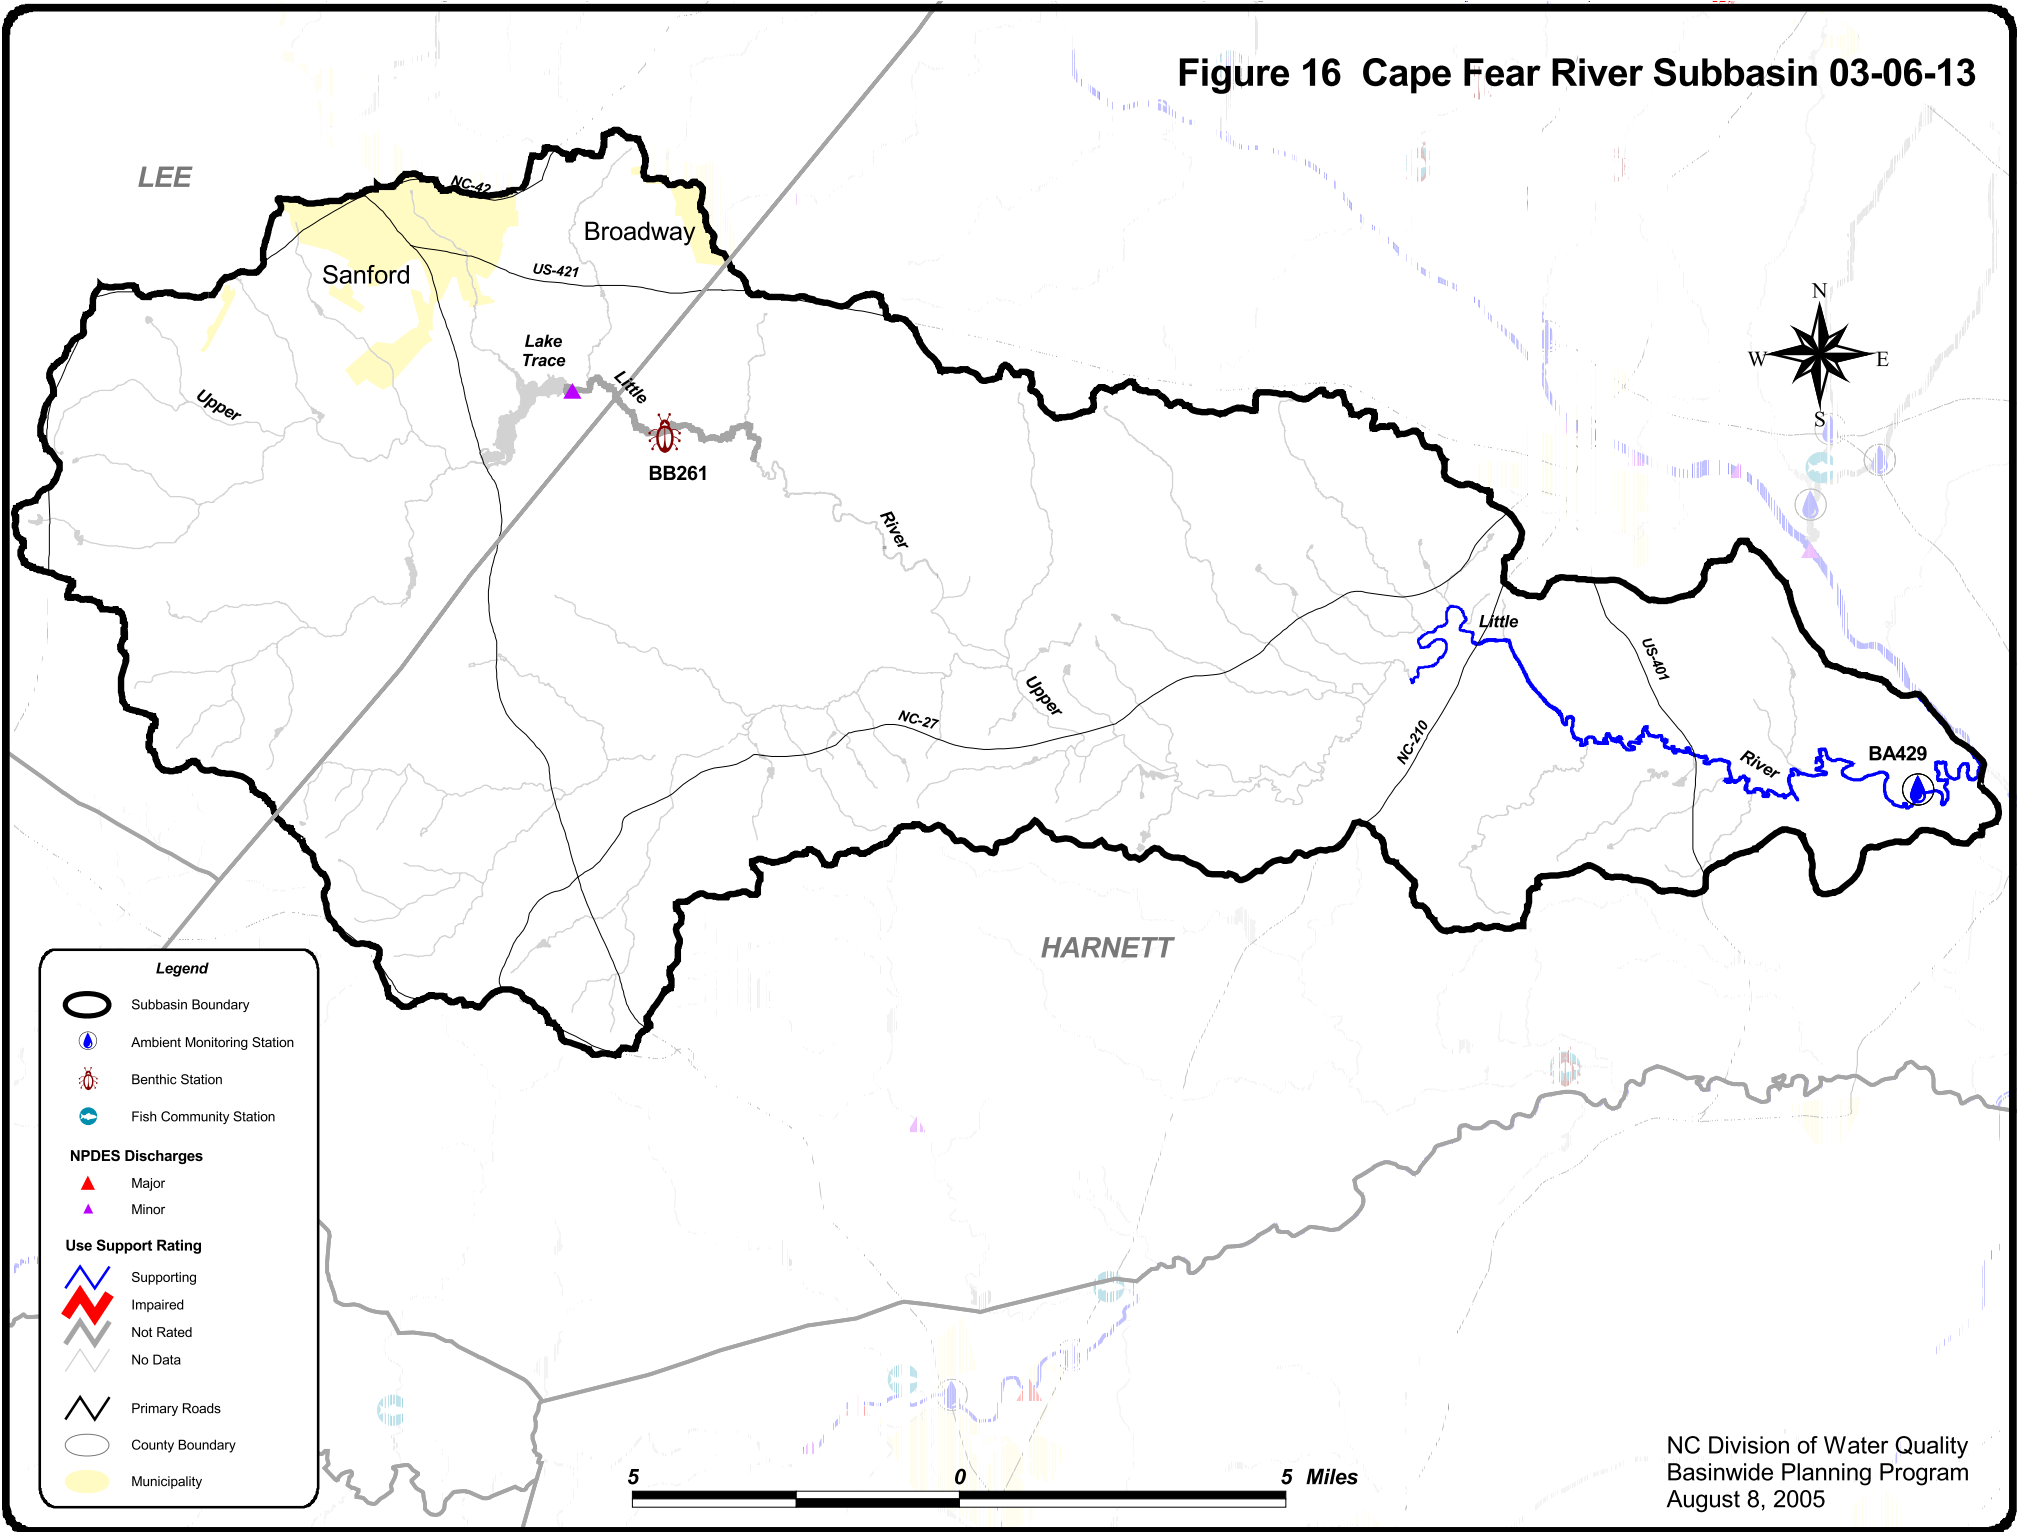 Figure 16 Cape Fear River Subbasin 03-06-13
LEE
NC-42
Broadway
Sanford
US-421
N
W
E
S
Lake
Trace
Little
Upper
BB261
River
Little
US-401
Upper
NC-27
NC-210
River
BA429
HARNETT
Legend
Subbasin Boundary
Ambient Monitoring Station
Benthic Station
Fish Community Station
NPDES Discharges
Major
Minor
Use Support Rating
Supporting
Impaired
Not Rated
No Data
Primary Roads
County Boundary
Municipality
5 0 5 Miles
NC Division of Water Quality
Basinwide Planning Program
August 8, 2005